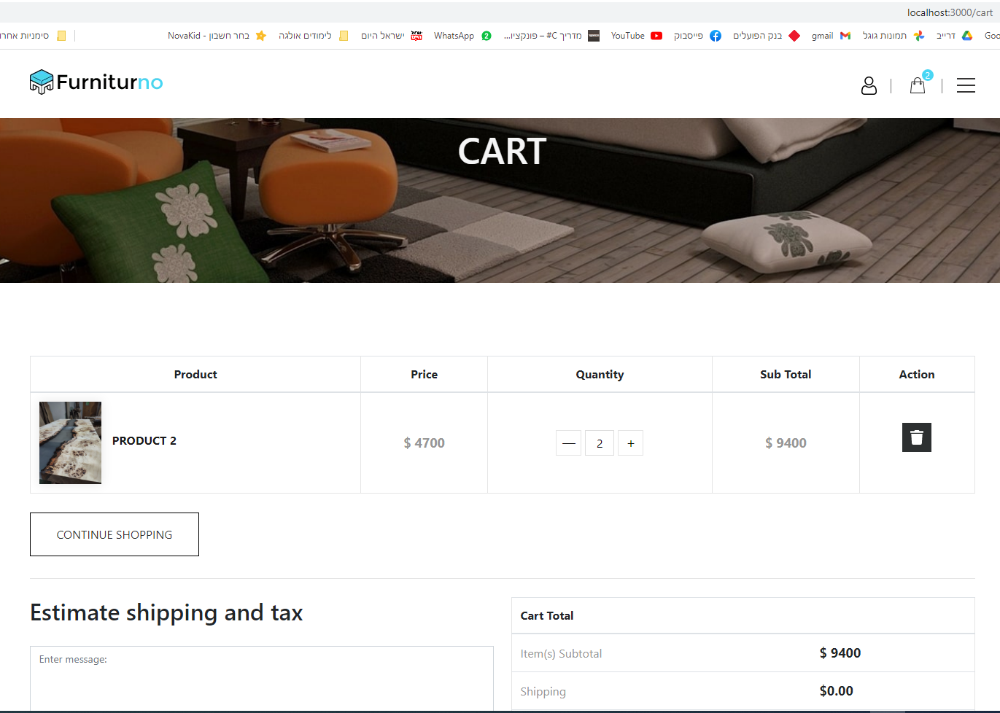 localhost:3000/cart
סימניות אחרו
NovaKid - בחר חשבון
לימודים אולגה
ישראל היום
WhatsApp
מדריך C# – פונקציו...
YouTube
פייסבוק
בנק הפועלים
gmail
תמונות גוגל
דרייב
Goo
Furniturno
2
CART
Product Price Quantity Sub Total Action
PRODUCT 2 $ 4700 — 2 + $ 9400
CONTINUE SHOPPING
Estimate shipping and tax
Enter message:
Cart Total
Item(s) Subtotal $ 9400
Shipping $0.00